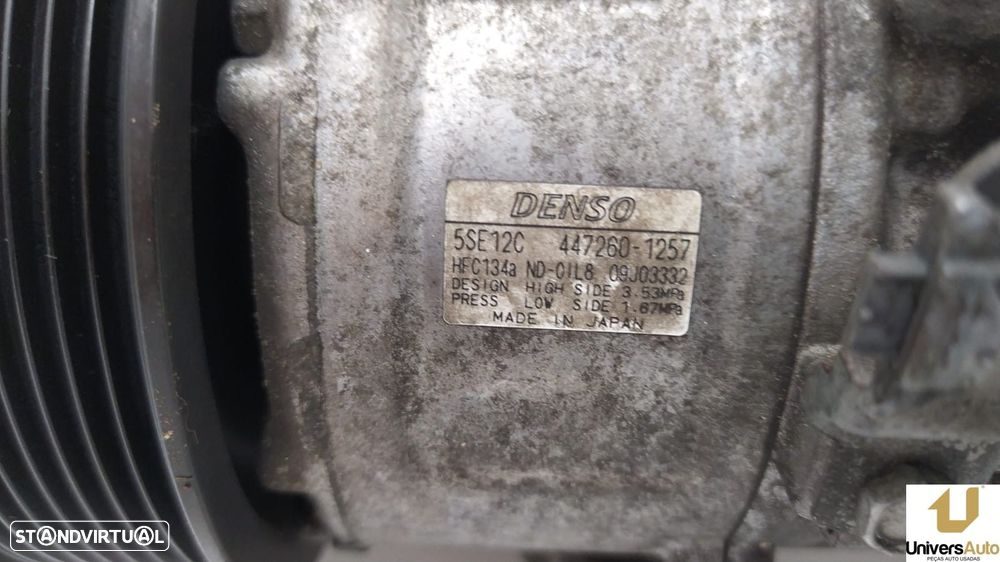 DENSO
5SE12C 447260-1257
HFC134a ND-OIL8 09J03332
DESIGN HIGH SIDE 3.53MPa
PRESS LOW SIDE 1.67MPa
MADE IN JAPAN
STANDVIRTUAL
UniversAuto
PEÇAS AUTO USADAS